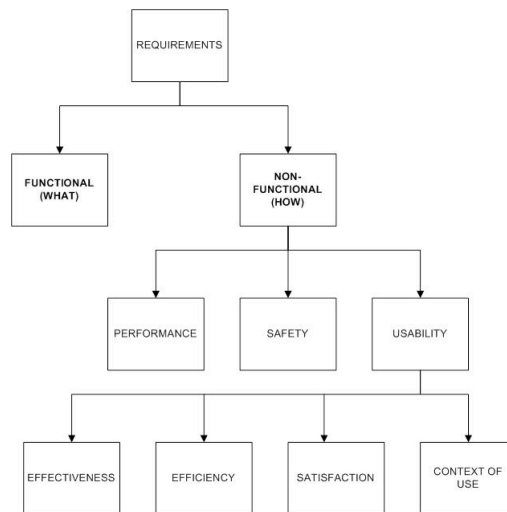 REQUIREMENTS
FUNCTIONAL
(WHAT)
NON-
FUNCTIONAL
(HOW)
PERFORMANCE
SAFETY
USABILITY
EFFECTIVENESS
EFFICIENCY
SATISFACTION
CONTEXT OF
USE